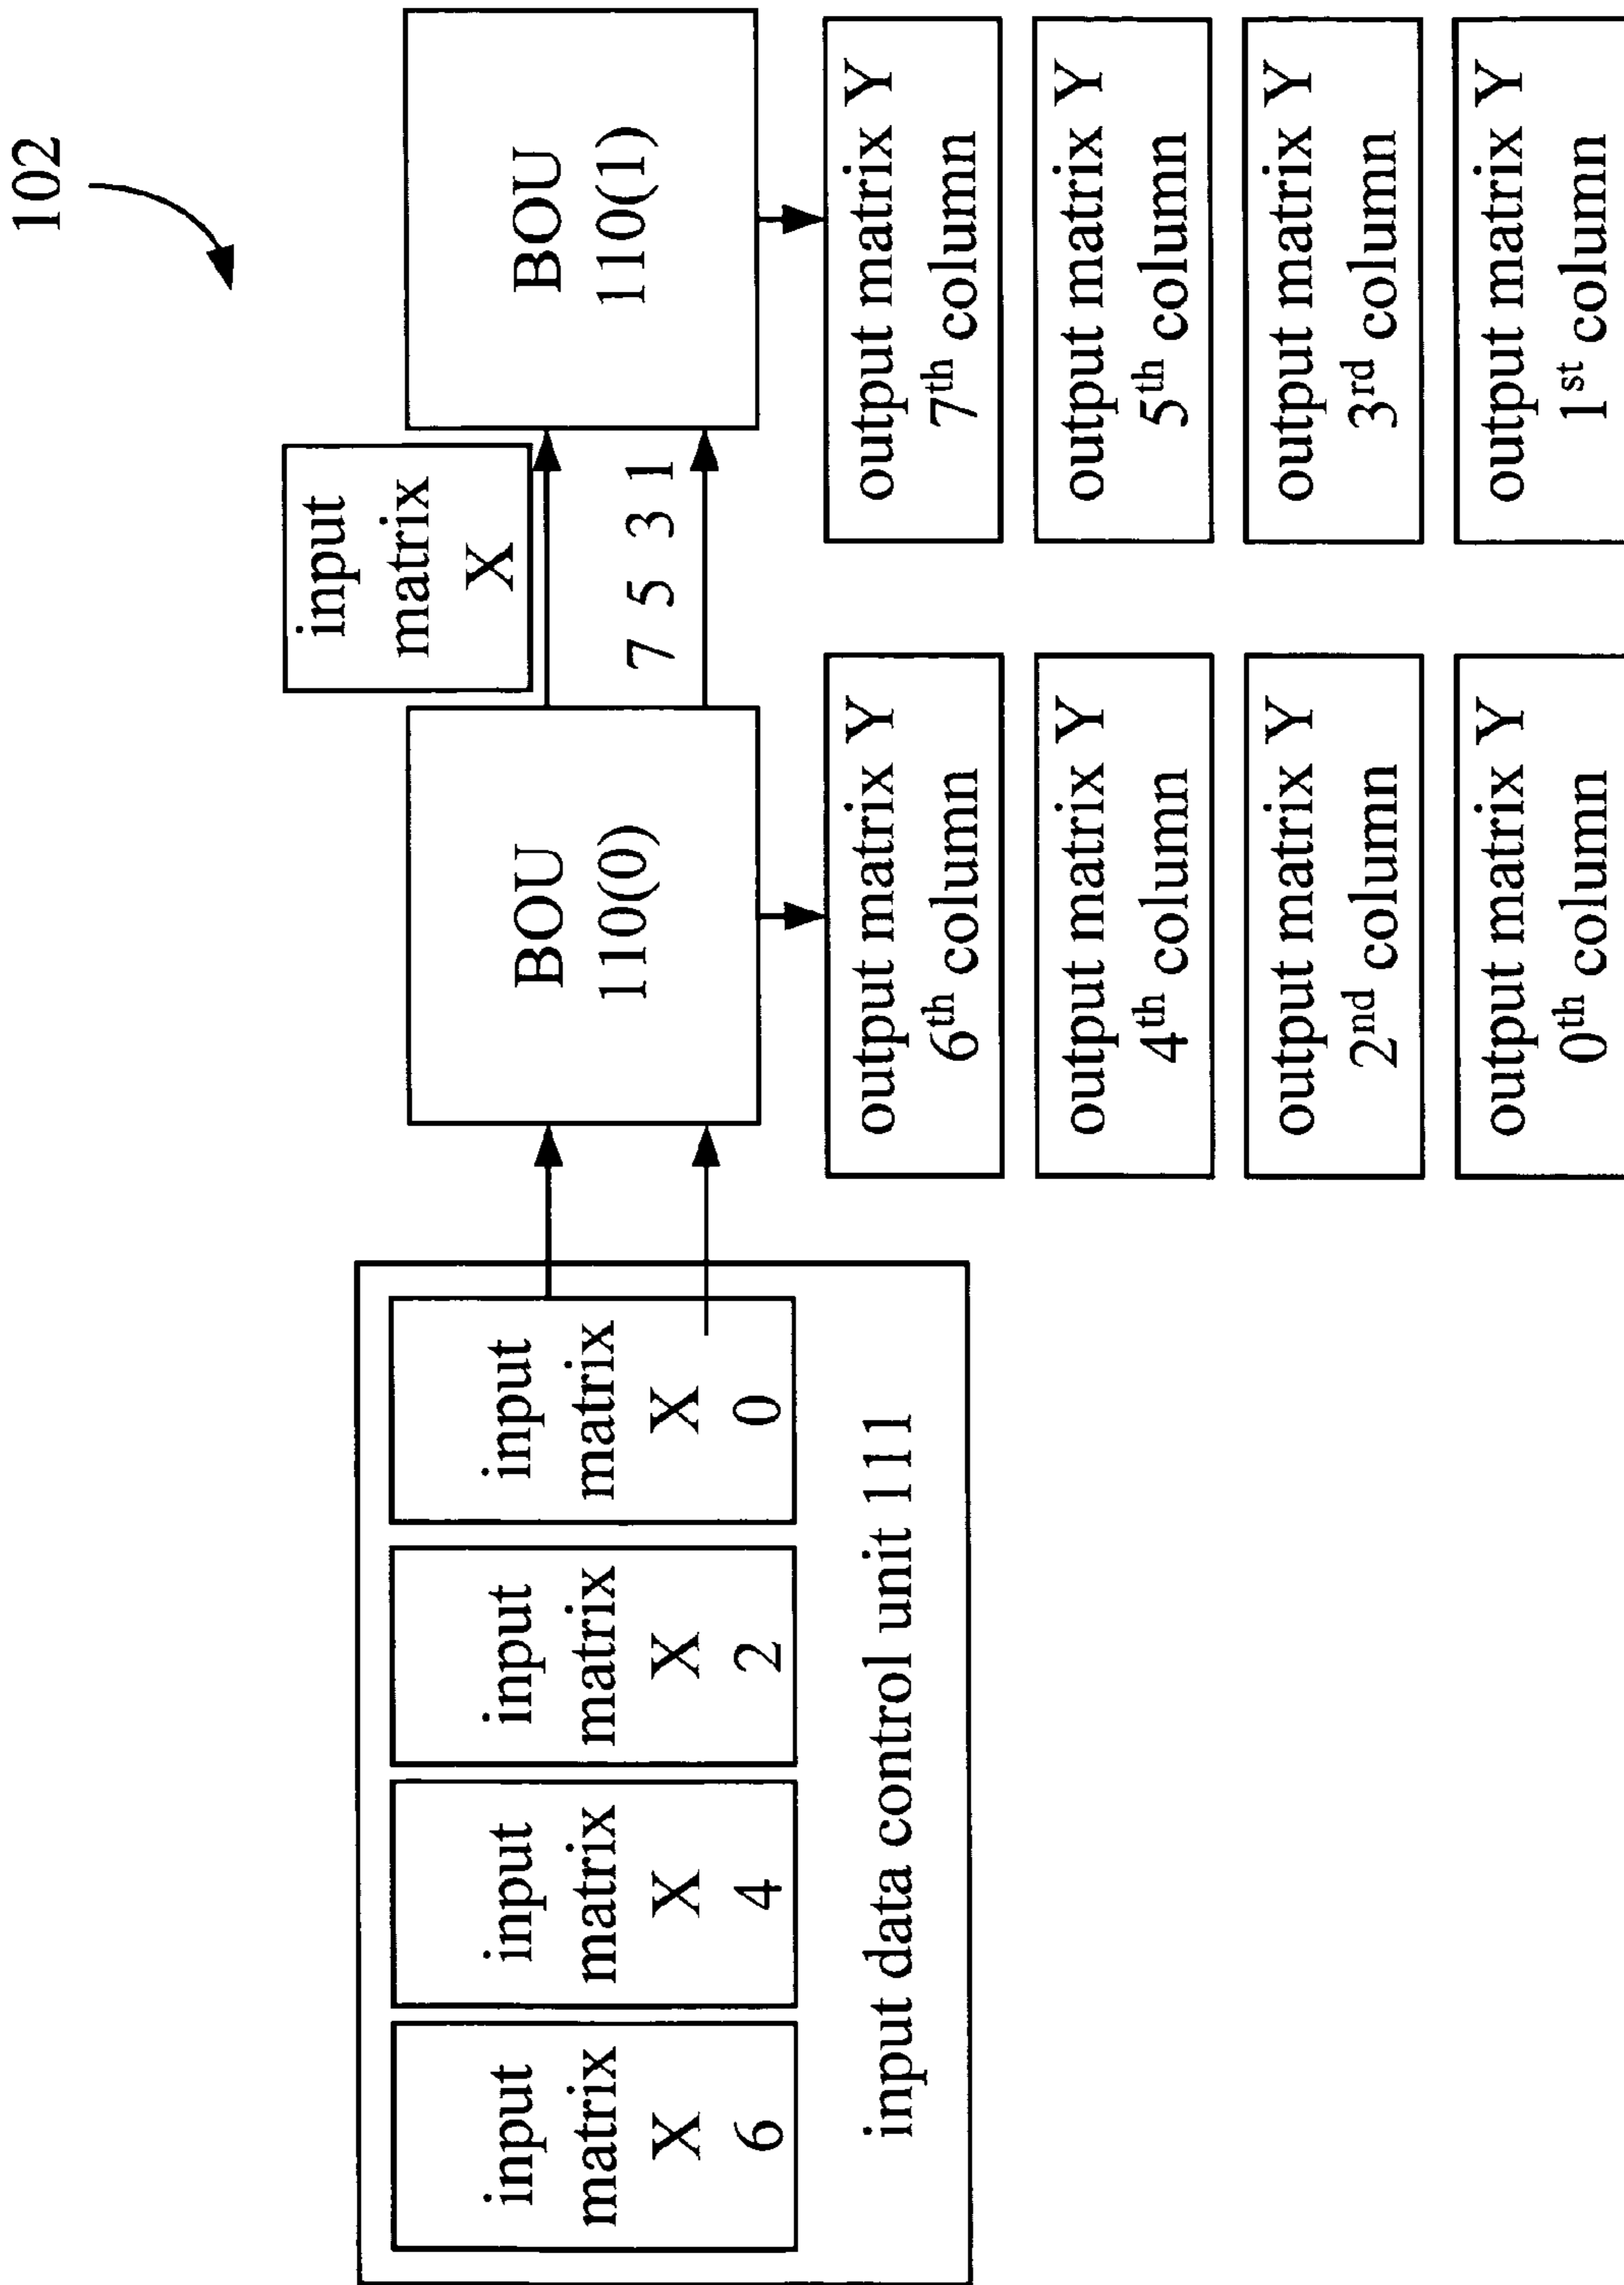 102
input
matrix
X
6
input
matrix
X
4
input
matrix
X
2
input
matrix
X
0
input data control unit 111
BOU
110(0)
input
matrix
X
7 5 3 1
BOU
110(1)
output matrix Y
6th column
output matrix Y
4th column
output matrix Y
2nd column
output matrix Y
0th column
output matrix Y
7th column
output matrix Y
5th column
output matrix Y
3rd column
output matrix Y
1st column